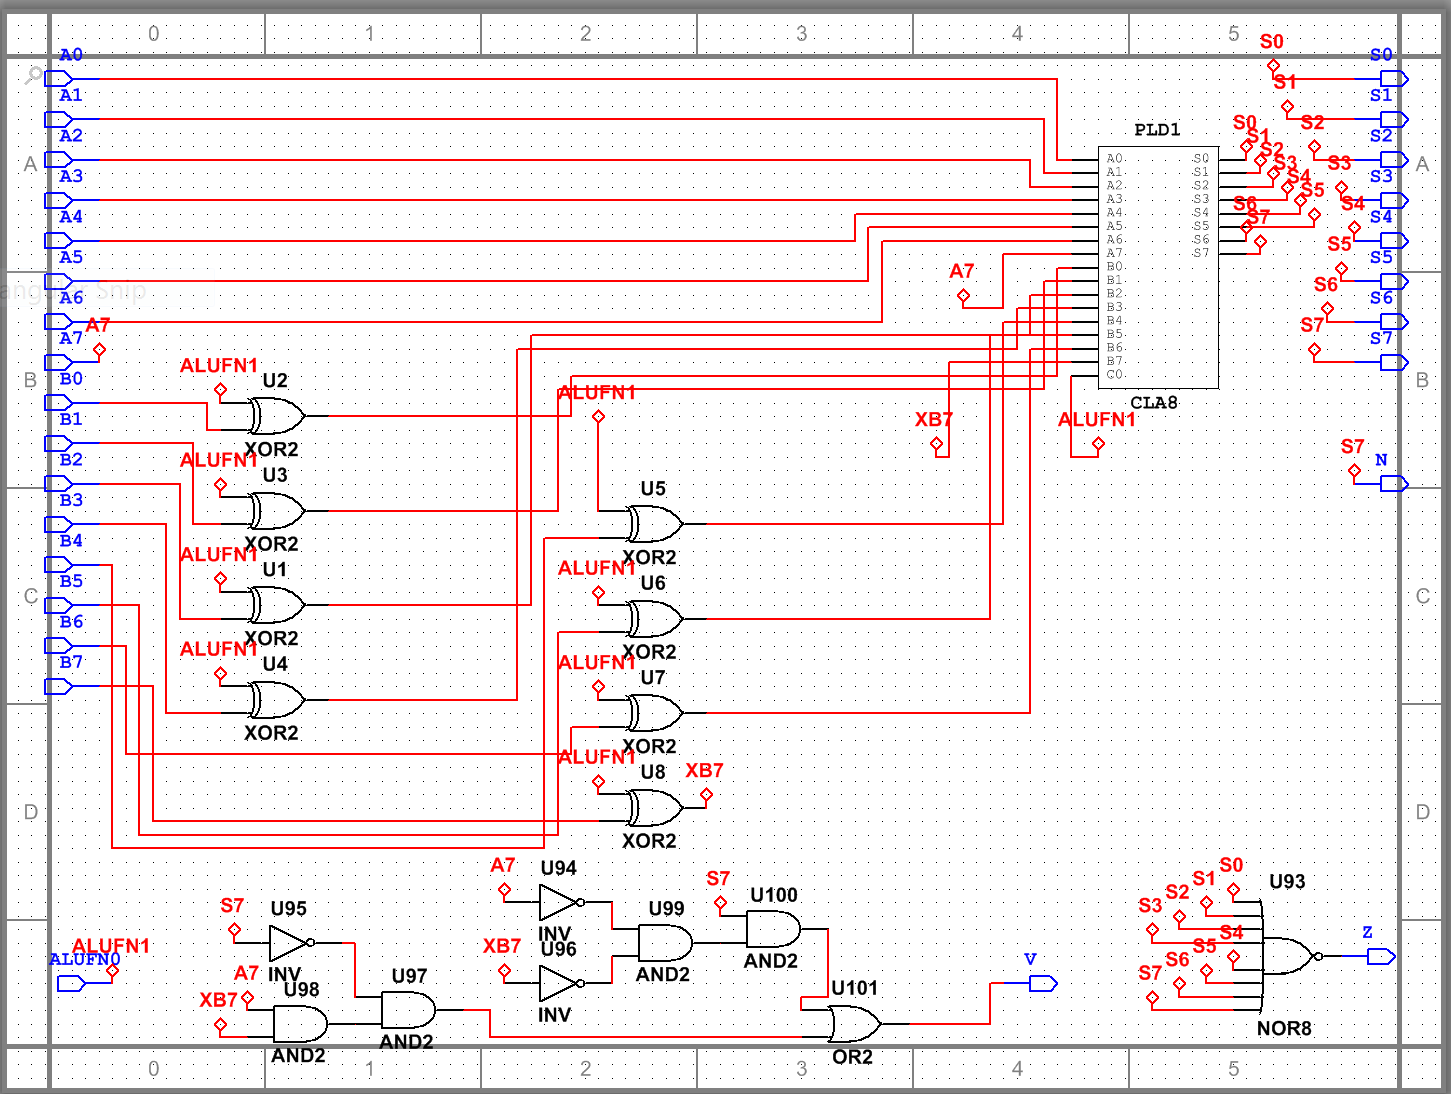 0 1 2 3 4 5
A0
A1
A2
A3
A4
A5
A6
A7
B0
B1
B2
B3
B4
B5
B6
B7
A
B
C
D
A7
ALUFN1
U2
XOR2
ALUFN1
U3
XOR2
ALUFN1
U1
XOR2
ALUFN1
U4
XOR2
ALUFN1
U5
XOR2
ALUFN1
U6
XOR2
ALUFN1
U7
XOR2
ALUFN1
U8
XB7
XOR2
PLD1
A0 S0
A1 S1
A2 S2
A3 S3
A4 S4
A5 S5
A6 S6
A7 S7
B0
B1
B2
B3
B4
B5
B6
B7
C0
CLA8
A7
XB7
ALUFN1
S0
S1
S2
S3
S4
S5
S6
S7
S0
S1
S2
S3
S4
S5
S6
S7
S0
S1
S2
S3
S4
S5
S6
S7
S7
N
A
B
C
D
ALUFN1
ALUFN0
S7
U95
INV
A7
XB7
U98
AND2
U97
AND2
A7
U94
INV
XB7
U96
INV
U99
AND2
S7
U100
AND2
U101
OR2
V
S0
S1
S2
S3
S4
S5
S6
S7
U93
NOR8
Z
0 1 2 3 4 5
Snip